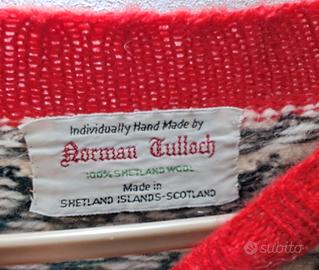 Individually Hand Made by
Norman Tulloch
100% SHETLAND WOOL
Made in
SHETLAND ISLANDS-SCOTLAND
subito